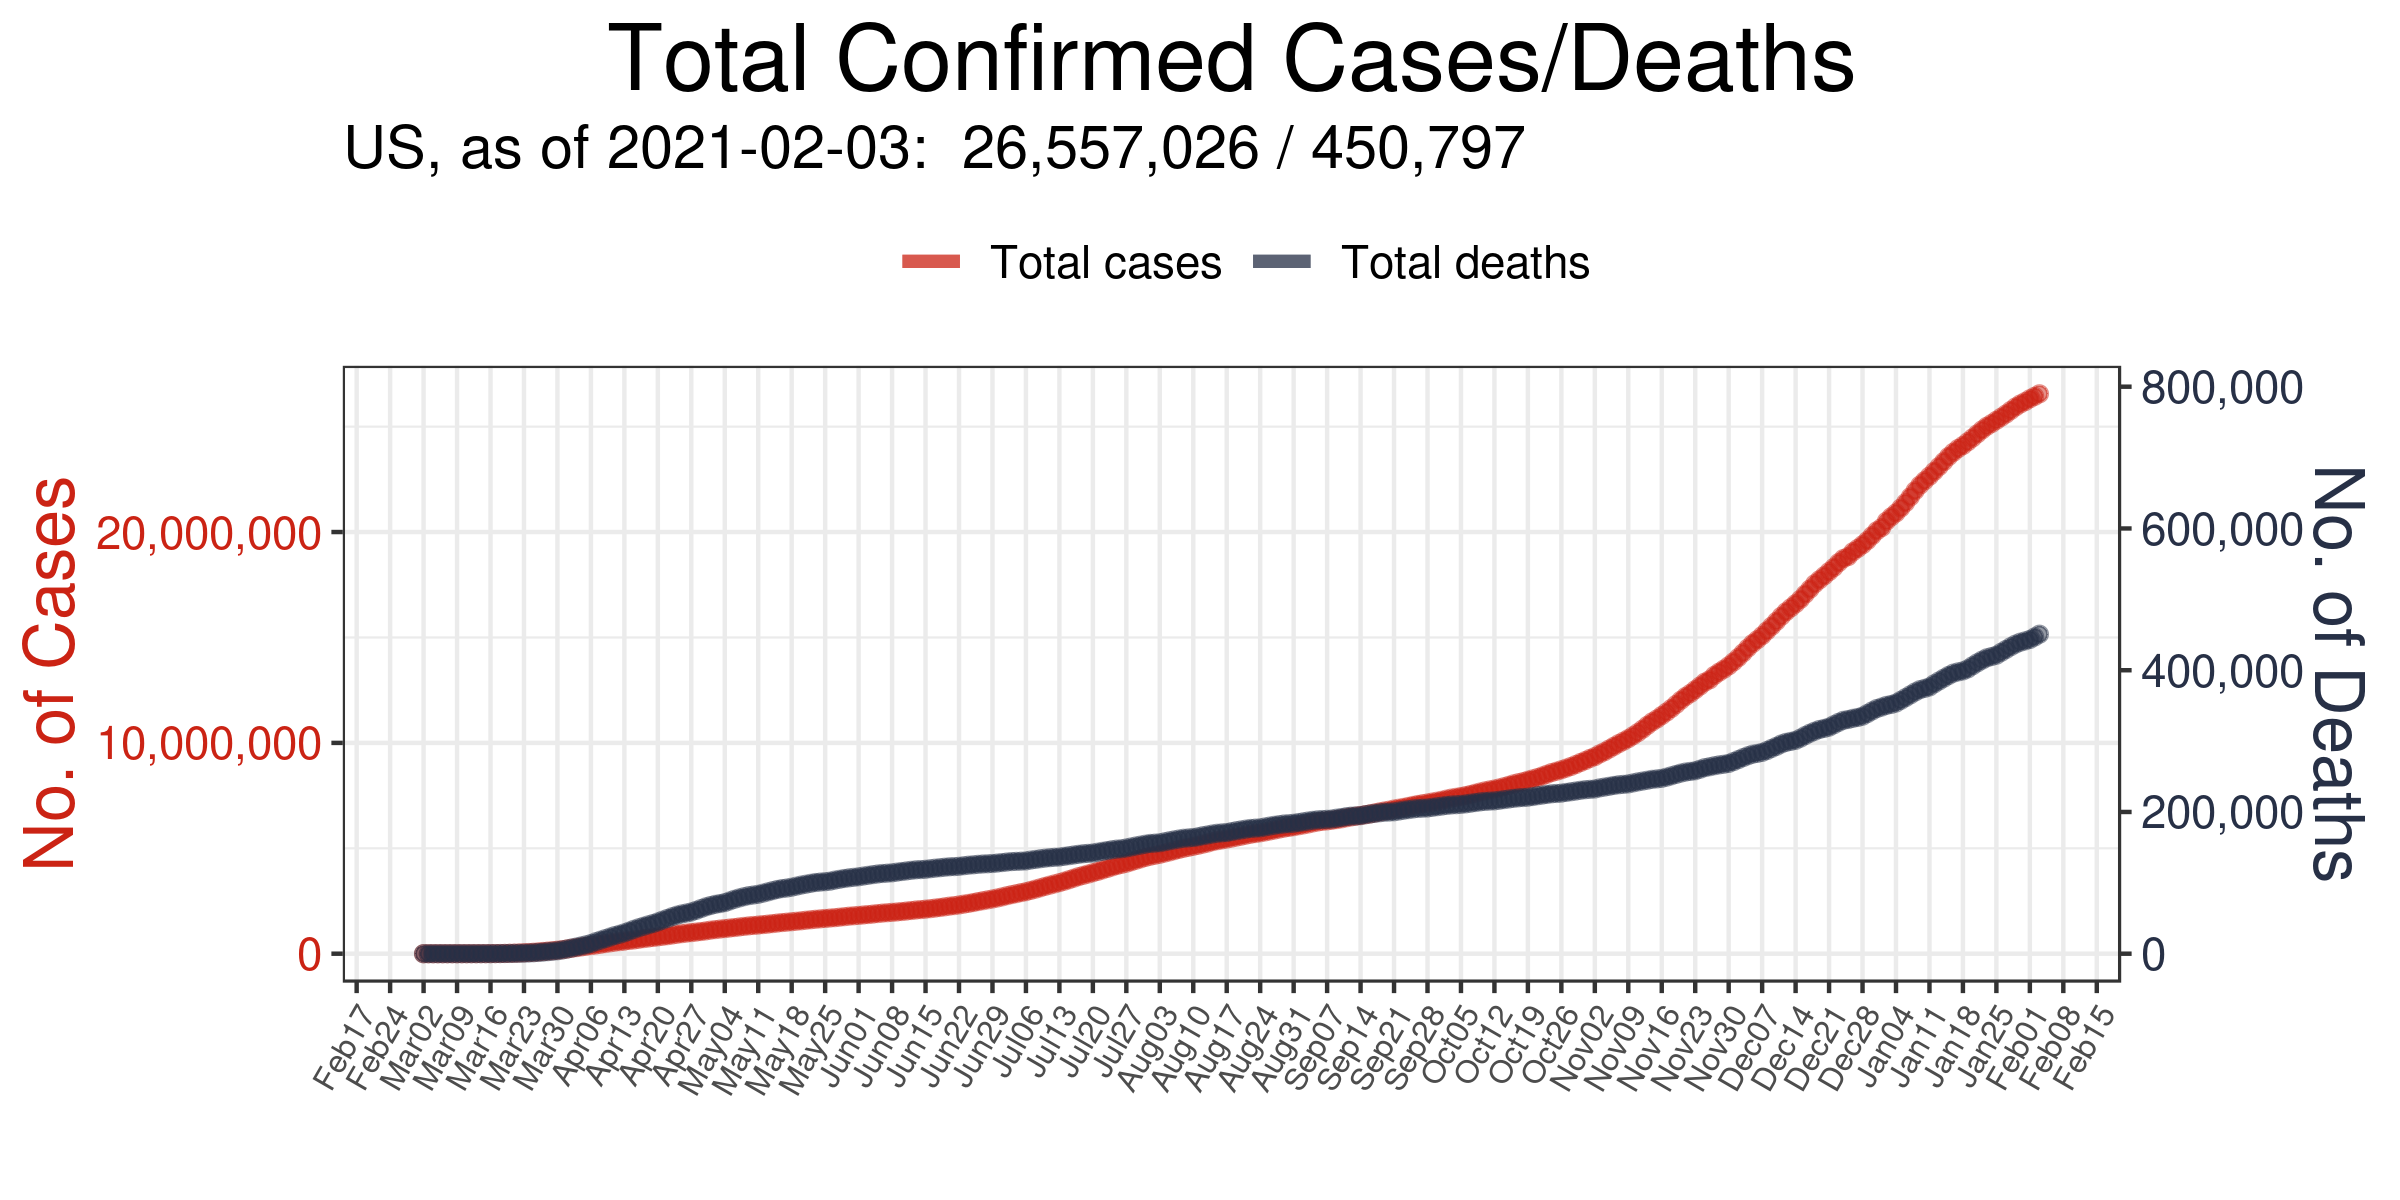 Total Confirmed Cases/Deaths
US, as of 2021-02-03:  26,557,026 / 450,797
Total cases
Total deaths
No. of Cases
20,000,000
10,000,000
0
800,000
600,000
400,000
200,000
0
No. of Deaths
Feb17
Feb24
Mar02
Mar09
Mar16
Mar23
Mar30
Apr06
Apr13
Apr20
Apr27
May04
May11
May18
May25
Jun01
Jun08
Jun15
Jun22
Jun29
Jul06
Jul13
Jul20
Jul27
Aug03
Aug10
Aug17
Aug24
Aug31
Sep07
Sep14
Sep21
Sep28
Oct05
Oct12
Oct19
Oct26
Nov02
Nov09
Nov16
Nov23
Nov30
Dec07
Dec14
Dec21
Dec28
Jan04
Jan11
Jan18
Jan25
Feb01
Feb08
Feb15